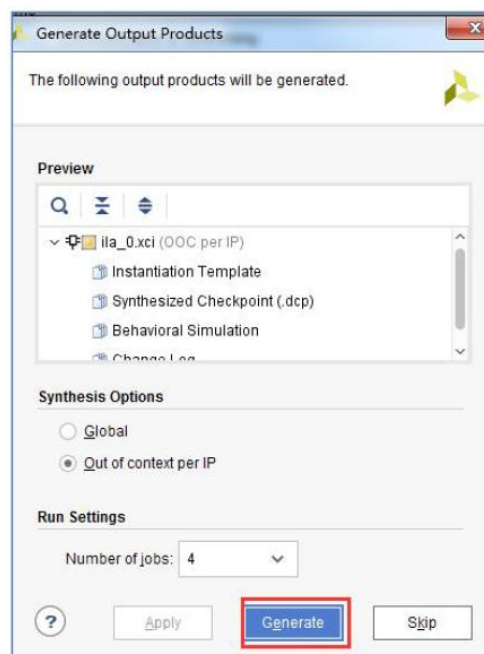 Generate Output Products
The following output products will be generated.
Preview
ila_0.xci (OOC per IP)
Instantiation Template
Synthesized Checkpoint (.dcp)
Behavioral Simulation
Change Log
Synthesis Options
Global
Out of context per IP
Run Settings
Number of jobs: 4
? Apply Generate Skip